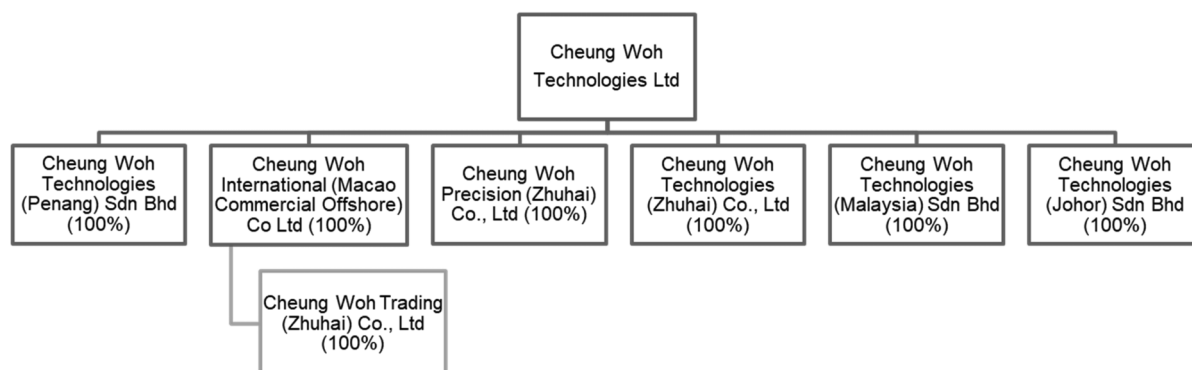 Cheung Woh
Technologies Ltd
Cheung Woh
Technologies
(Penang) Sdn Bhd
(100%)
Cheung Woh
International (Macao
Commercial Offshore)
Co Ltd (100%)
Cheung Woh
Precision (Zhuhai)
Co., Ltd (100%)
Cheung Woh
Technologies
(Zhuhai) Co., Ltd
(100%)
Cheung Woh
Technologies
(Malaysia) Sdn Bhd
(100%)
Cheung Woh
Technologies
(Johor) Sdn Bhd
(100%)
Cheung Woh Trading
(Zhuhai) Co., Ltd
(100%)